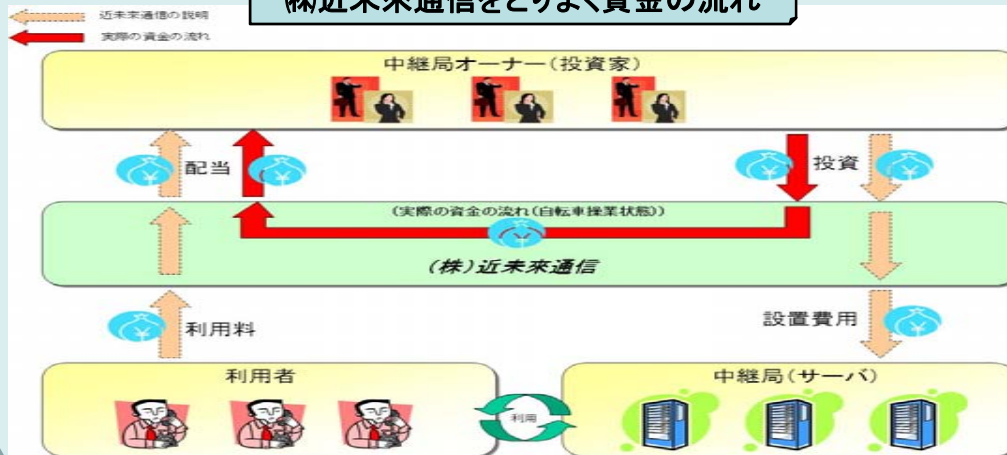 ㈱近未来通信をとりまく資金の流れ
近未来通信の説明
実際の資金の流れ
中継局オーナー(投資家)
配当
投資
(実際の資金の流れ(自転車操業状態))
(株)近未来通信
利用料
設置費用
利用者
中継局(サーバ)
利用